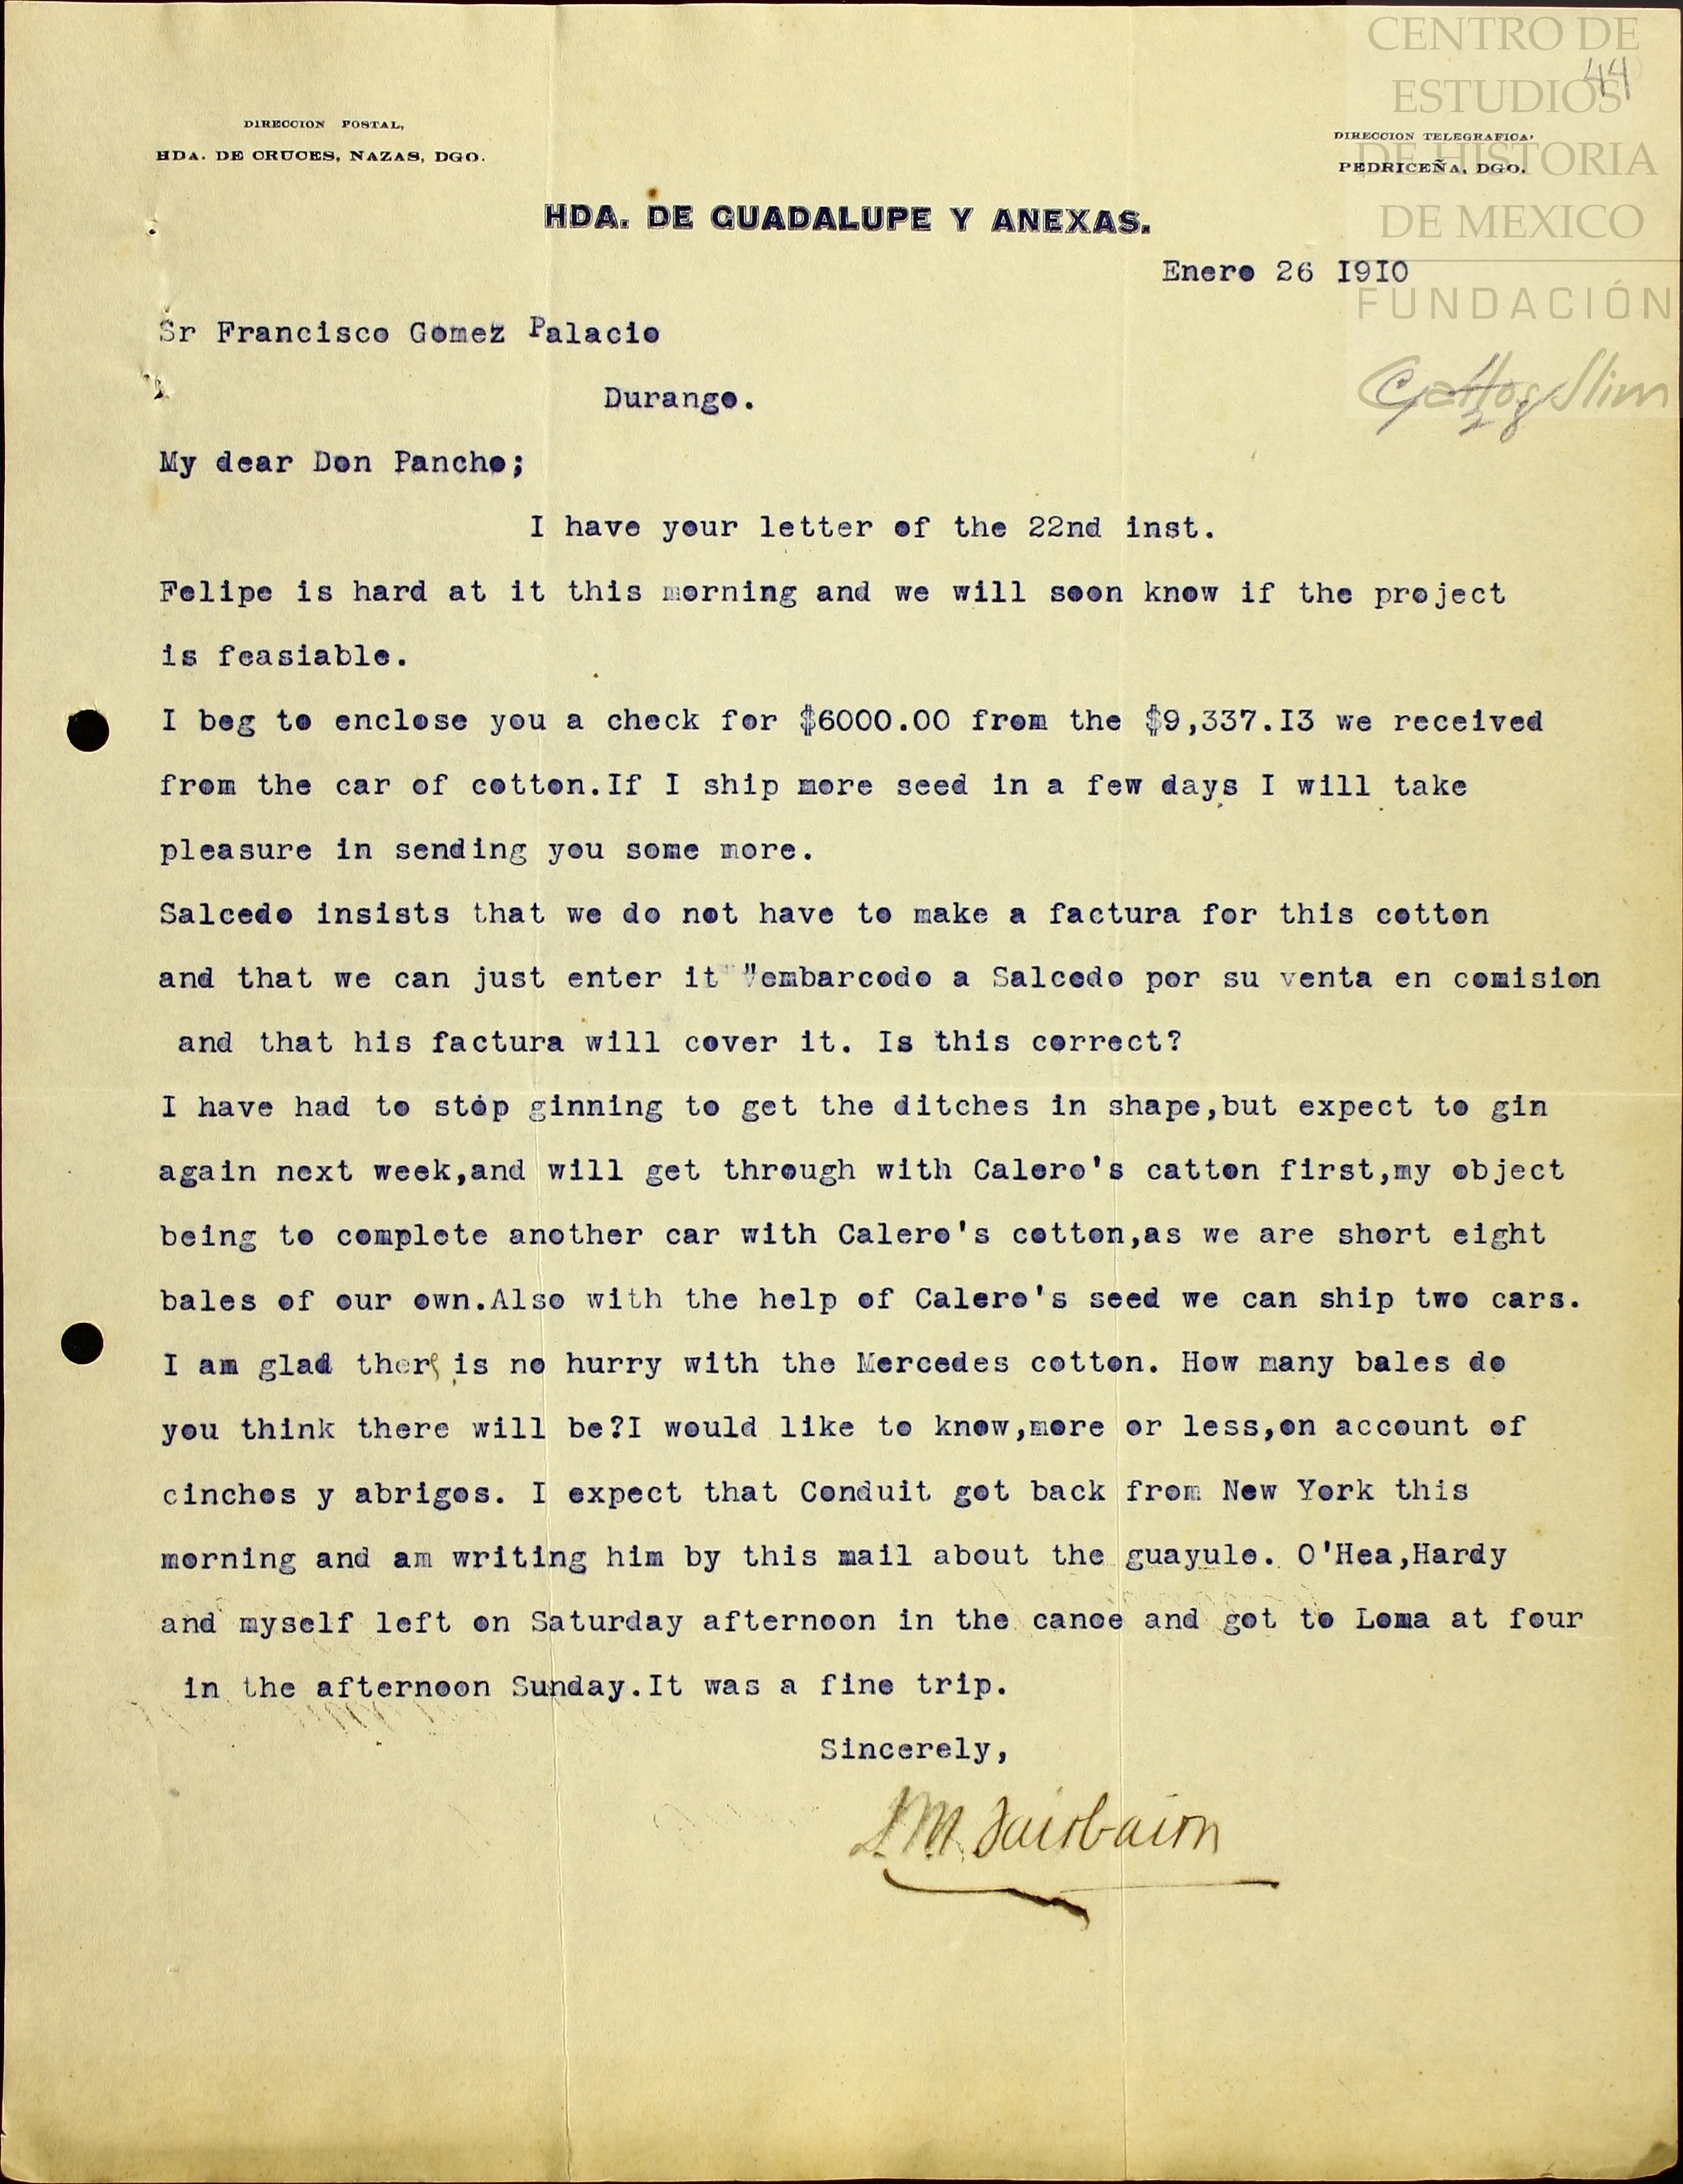 CENTRO DE
44
ESTUDIOS
DIRECCION POSTAL,
DIRECCION TELEGRAFICA,
HDA. DE CRUCES, NAZAS, DGO.
DE HISTORIA
PEDRICEÑA, DGO.
HDA. DE GUADALUPE Y ANEXAS.
DE MEXICO
Enero 26 I9I0
FUNDACIÓN
Sr Francisco Gomez Palacio
Carlos Slim
Durango.
My dear Don Pancho;
I have your letter of the 22nd inst.
Felipe is hard at it this morning and we will soon know if the project
is feasiable.
I beg to enclose you a check for $6000.00 from the $9,337.I3 we received
from the car of cotton.If I ship more seed in a few days I will take
pleasure in sending you some more.
Salcedo insists that we do not have to make a factura for this cotton
and that we can just enter it "embarcodo a Salcedo por su venta en comision
and that his factura will cover it. Is this correct?
I have had to stop ginning to get the ditches in shape,but expect to gin
again next week,and will get through with Calero's catton first,my object
being to complete another car with Calero's cotton,as we are short eight
bales of our own.Also with the help of Calero's seed we can ship two cars.
I am glad there is no hurry with the Mercedes cotton. How many bales do
you think there will be?I would like to know,more or less,on account of
cinchos y abrigos. I expect that Conduit got back from New York this
morning and am writing him by this mail about the guayule. O'Hea,Hardy
and myself left on Saturday afternoon in the canoe and got to Loma at four
in the afternoon Sunday.It was a fine trip.
Sincerely,
L.M. Fairbairn